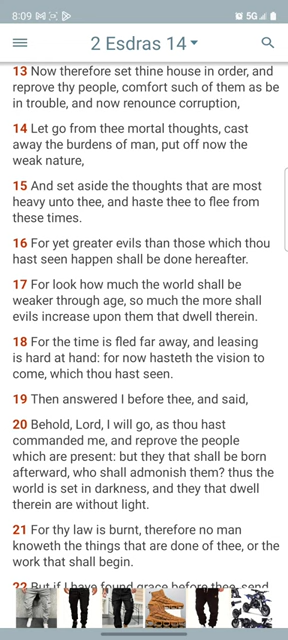 8:09
5G
2 Esdras 14
13 Now therefore set thine house in order, and
reprove thy people, comfort such of them as be
in trouble, and now renounce corruption,
14 Let go from thee mortal thoughts, cast
away the burdens of man, put off now the
weak nature,
15 And set aside the thoughts that are most
heavy unto thee, and haste thee to flee from
these times.
16 For yet greater evils than those which thou
hast seen happen shall be done hereafter.
17 For look how much the world shall be
weaker through age, so much the more shall
evils increase upon them that dwell therein.
18 For the time is fled far away, and leasing
is hard at hand: for now hasteth the vision to
come, which thou hast seen.
19 Then answered I before thee, and said,
20 Behold, Lord, I will go, as thou hast
commanded me, and reprove the people
which are present: but they that shall be born
afterward, who shall admonish them? thus the
world is set in darkness, and they that dwell
therein are without light.
21 For thy law is burnt, therefore no man
knoweth the things that are done of thee, or the
work that shall begin.
22 But if I have found grace before thee, send